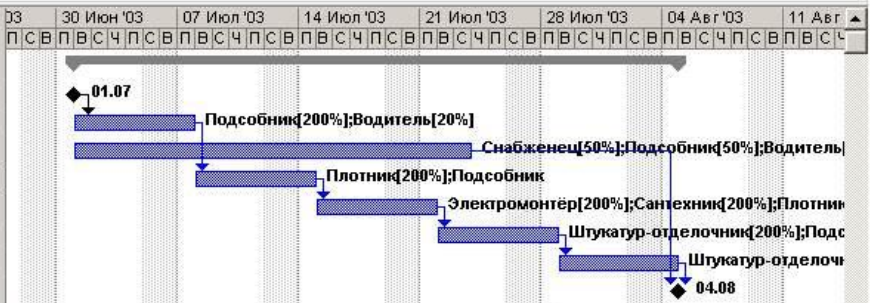 03 30 Июн '03 07 Июл '03 14 Июл '03 21 Июл '03 28 Июл '03 04 Авг '03 11 Авг
П С В П В С Ч П С В П В С Ч П С В П В С Ч П С В П В С Ч П С В П В С Ч П С В П В С Ч П С В П В С Ч
01.07
Подсобник[200%];Водитель[20%]
Снабженец[50%];Подсобник[50%];Водитель[
Плотник[200%];Подсобник
Электромонтёр[200%];Сантехник[200%];Плотник
Штукатур-отделочник[200%];Подс
Штукатур-отделочн
04.08